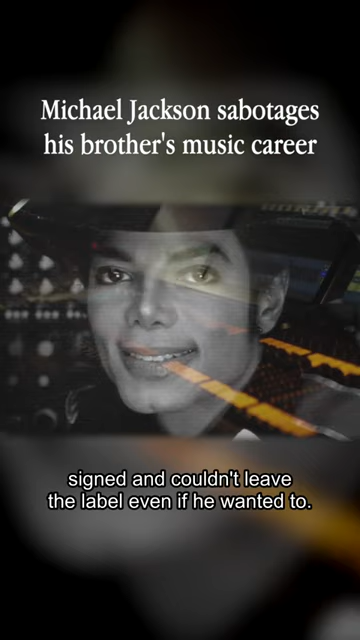 Michael Jackson sabotages
his brother's music career
signed and couldn't leave
the label even if he wanted to.